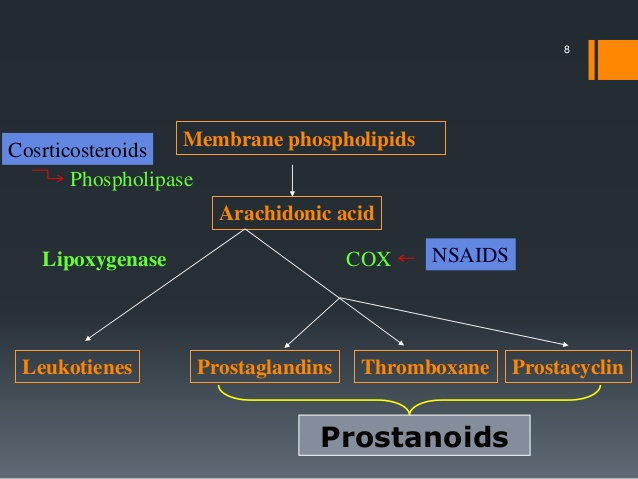 8
Membrane phospholipids
Cosrticosteroids
Phospholipase
Arachidonic acid
Lipoxygenase
COX
NSAIDS
Leukotienes
Prostaglandins
Thromboxane
Prostacyclin
Prostanoids